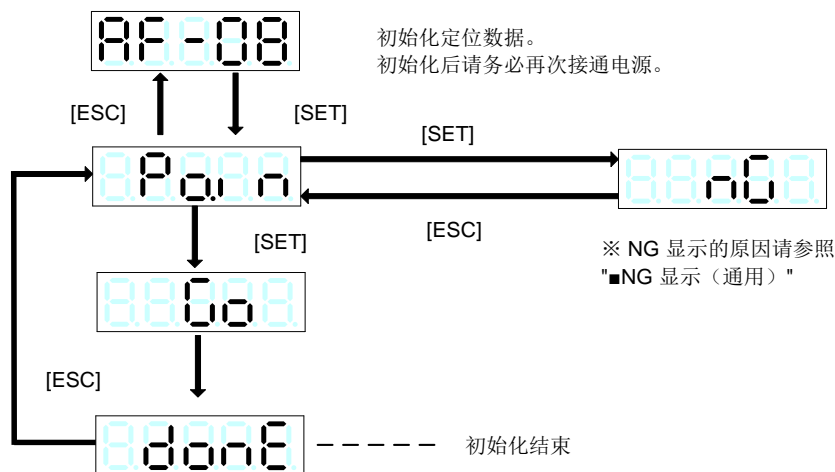 AF-08
初始化定位数据。
初始化后请务必再次接通电源。
[ESC]
[SET]
[SET]
Po.i n
nG
[ESC]
[SET]
※ NG 显示的原因请参照
"■NG 显示（通用）"
Go
[ESC]
donE
初始化结束